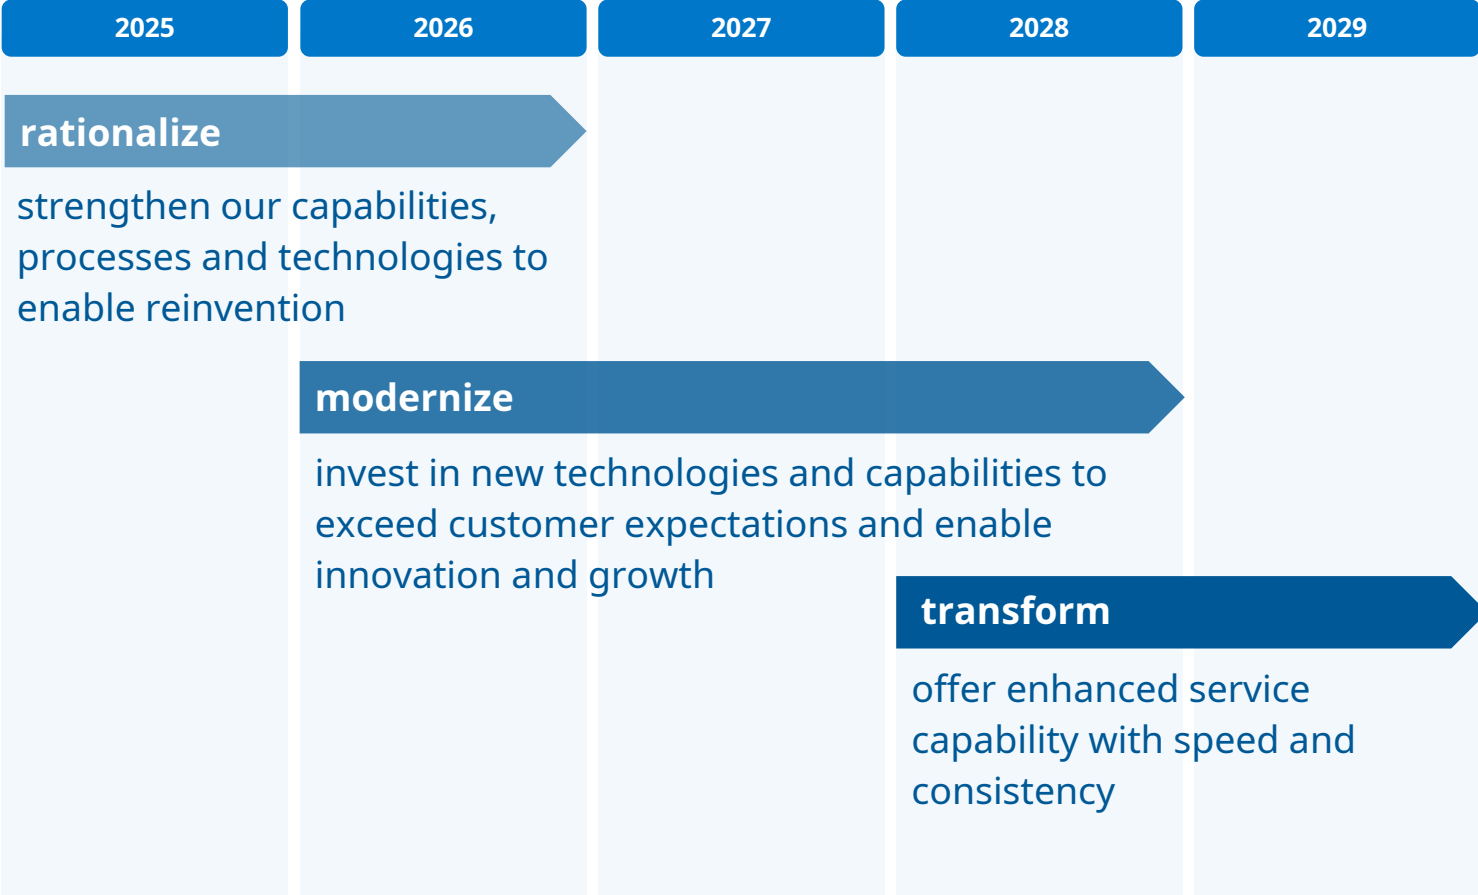 2025 2026 2027 2028 2029
rationalize
strengthen our capabilities,
processes and technologies to
enable reinvention
modernize
invest in new technologies and capabilities to
exceed customer expectations and enable
innovation and growth
transform
offer enhanced service
capability with speed and
consistency